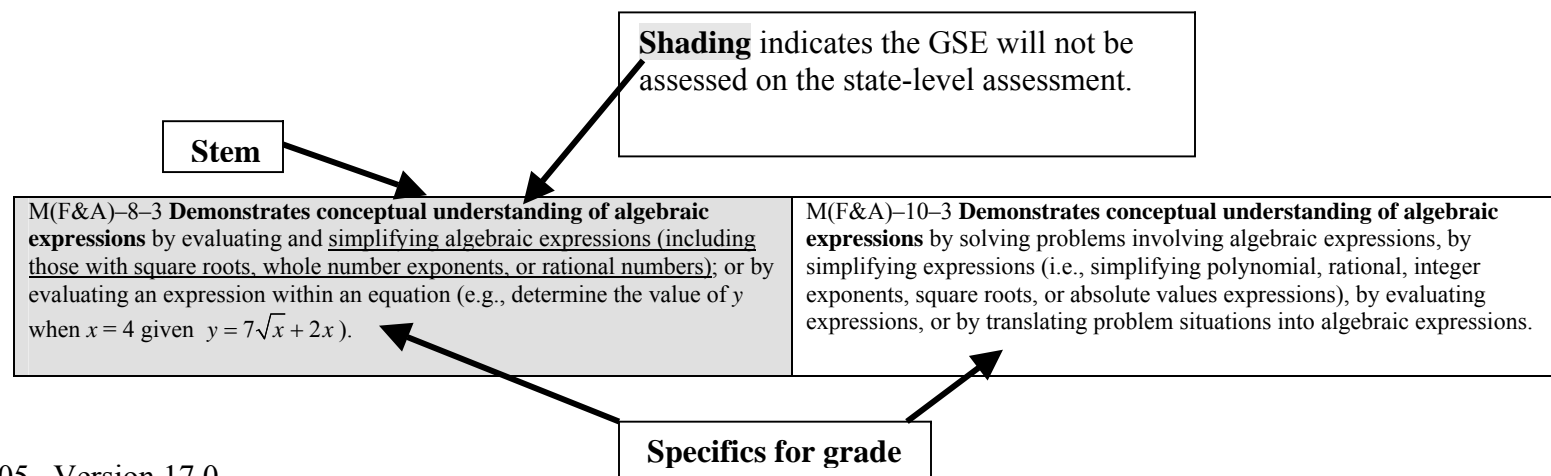 Shading indicates the GSE will not be
assessed on the state-level assessment.
Stem
M(F&A)–8–3 Demonstrates conceptual understanding of algebraic
expressions by evaluating and simplifying algebraic expressions (including
those with square roots, whole number exponents, or rational numbers); or by
evaluating an expression within an equation (e.g., determine the value of y
when x = 4 given y = 7√x + 2x ).
M(F&A)–10–3 Demonstrates conceptual understanding of algebraic
expressions by solving problems involving algebraic expressions, by
simplifying expressions (i.e., simplifying polynomial, rational, integer
exponents, square roots, or absolute values expressions), by evaluating
expressions, or by translating problem situations into algebraic expressions.
Specifics for grade
05 Version 17.0